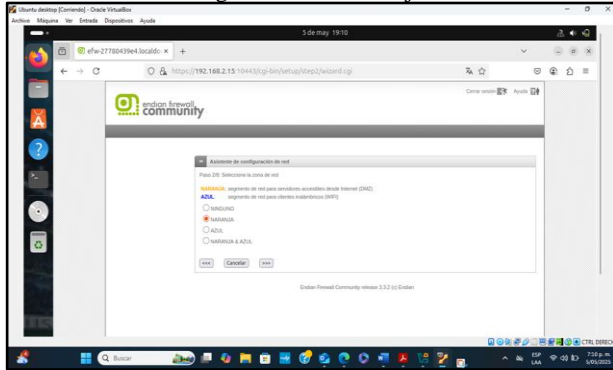 Ubuntu desktop [Corriendo] - Oracle VirtualBox
Archivo Máquina Ver Entrada Dispositivos Ayuda
5 de may 19:10
efw-27780439e4.localdo
https://192.168.2.15:10443/cgi-bin/setup/step2/wizard.cgi
Cerrar sesión Ayuda
endian firewall
community
Asistente de configuración de red
Paso 2/8: Seleccione la zona de red
NARANJA: segmento de red para servidores accesibles desde Internet (DMZ)
AZUL: segmento de red para clientes inalámbricos (WIFI)
NINGUNO
NARANJA
AZUL
NARANJA & AZUL
<<< Cancelar >>>
Endian Firewall Community release 3.3.2 (c) Endian
CTRL DERECHA
Buscar
ESP
LAA
7:10 p. m.
5/05/2025